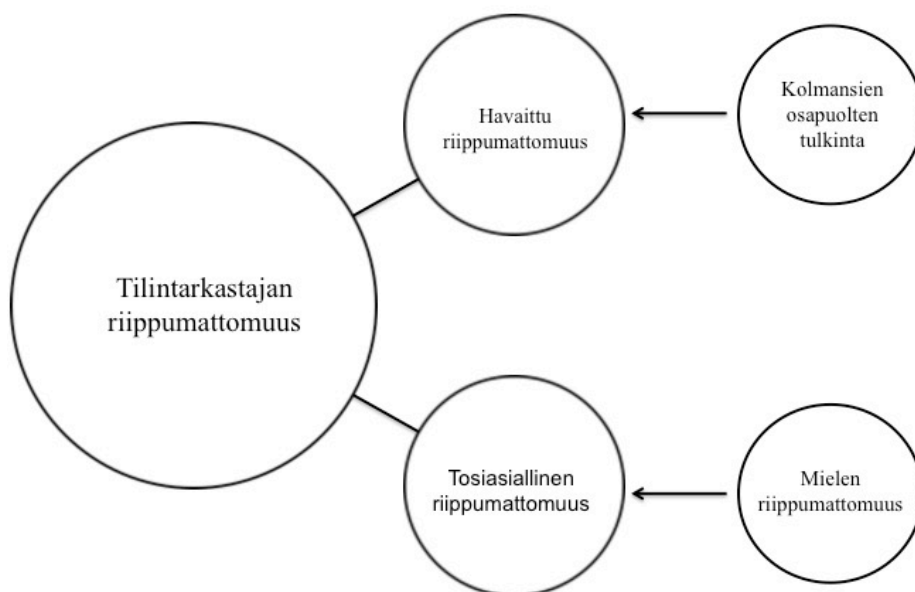 Tilintarkastajan
riippumattomuus
Havaittu
riippumattomuus
Kolmansien
osapuolten
tulkinta
Tosiasiallinen
riippumattomuus
Mielen
riippumattomuus